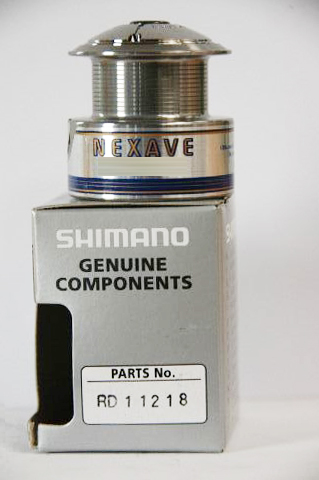 NEXAVE
SHIMANO
GENUINE
COMPONENTS
PARTS No.
RD 11218